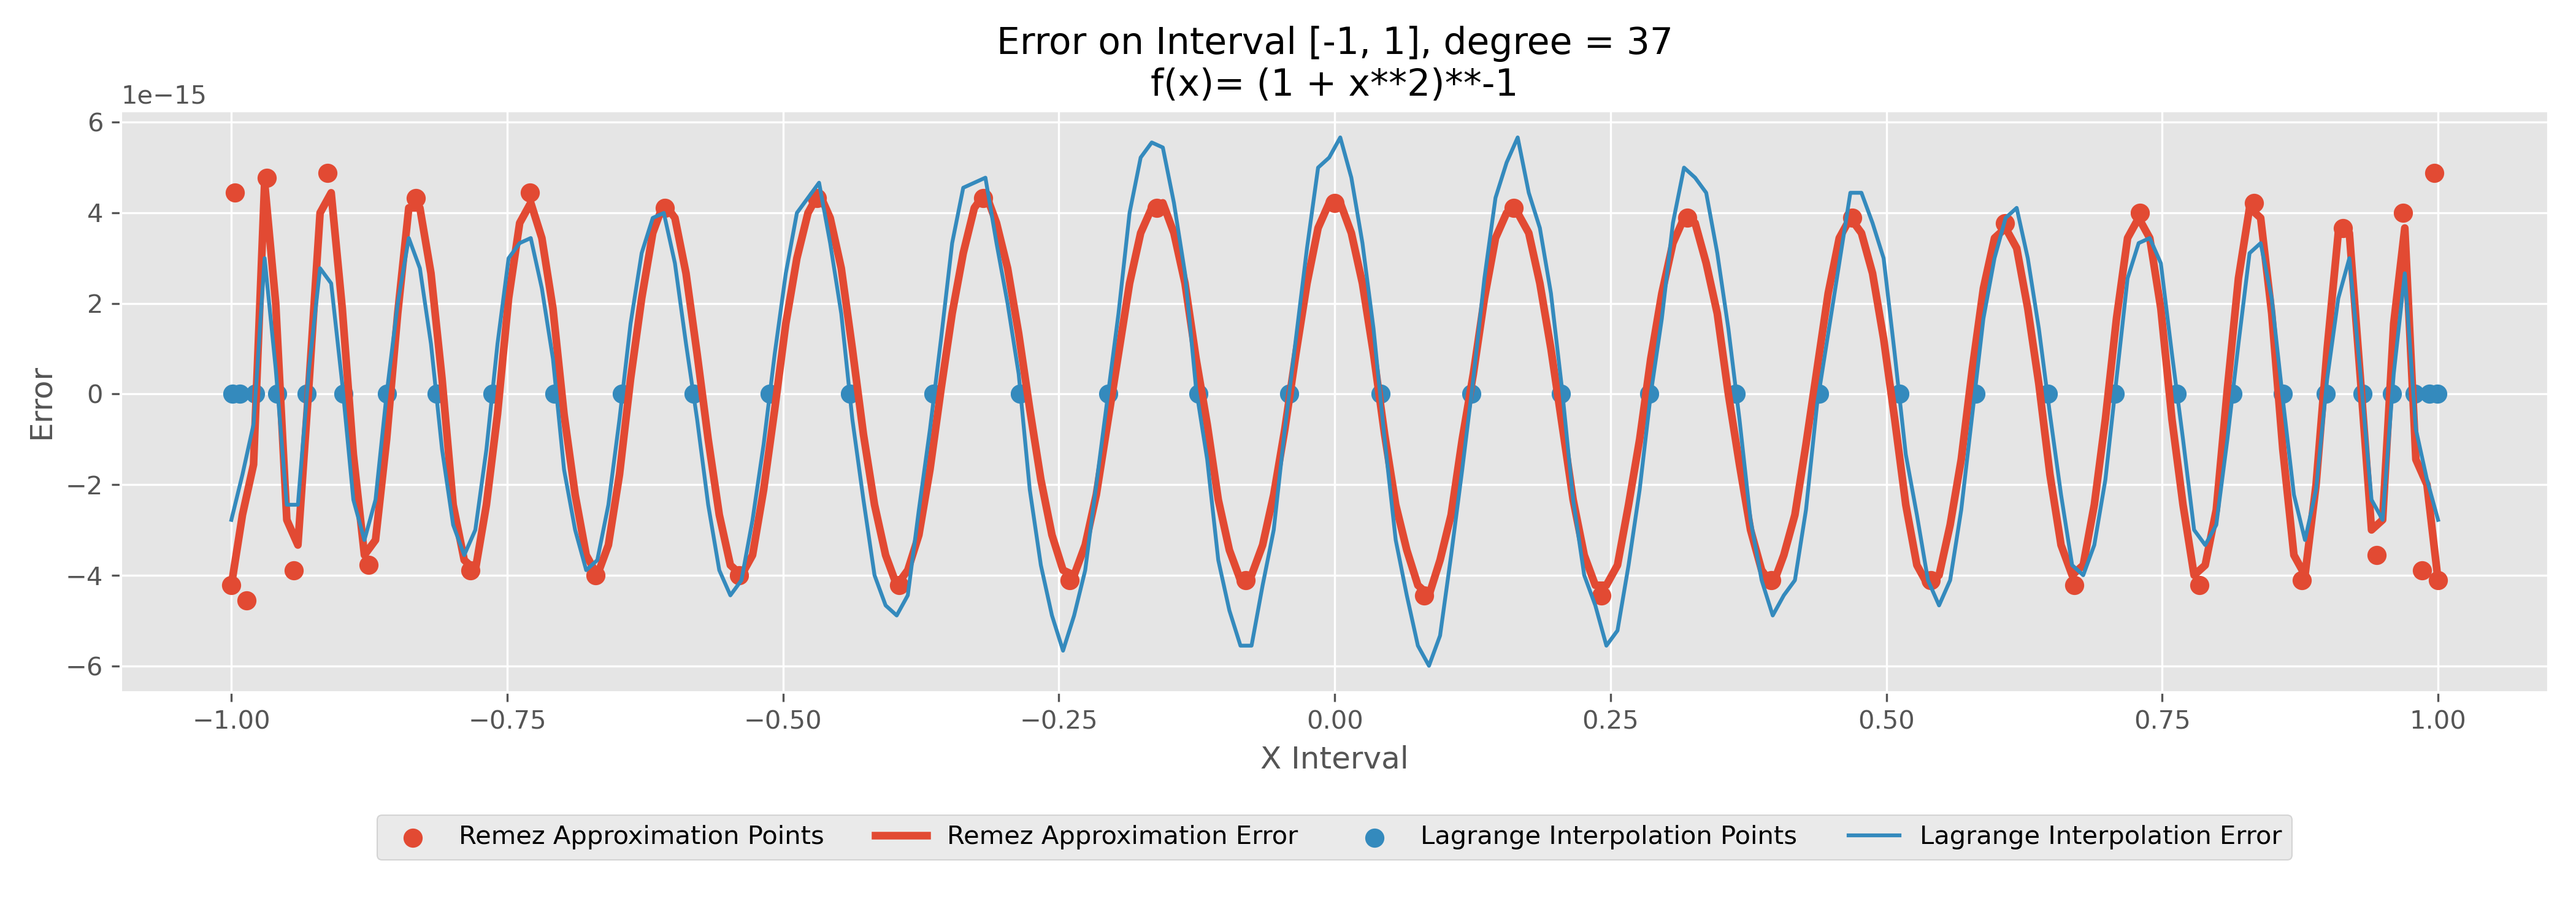 Error on Interval [-1, 1], degree = 37
f(x)= (1 + x**2)**-1
1e−15
6
4
2
0
−2
−4
−6
Error
−1.00 −0.75 −0.50 −0.25 0.00 0.25 0.50 0.75 1.00
X Interval
Remez Approximation Points Remez Approximation Error Lagrange Interpolation Points Lagrange Interpolation Error